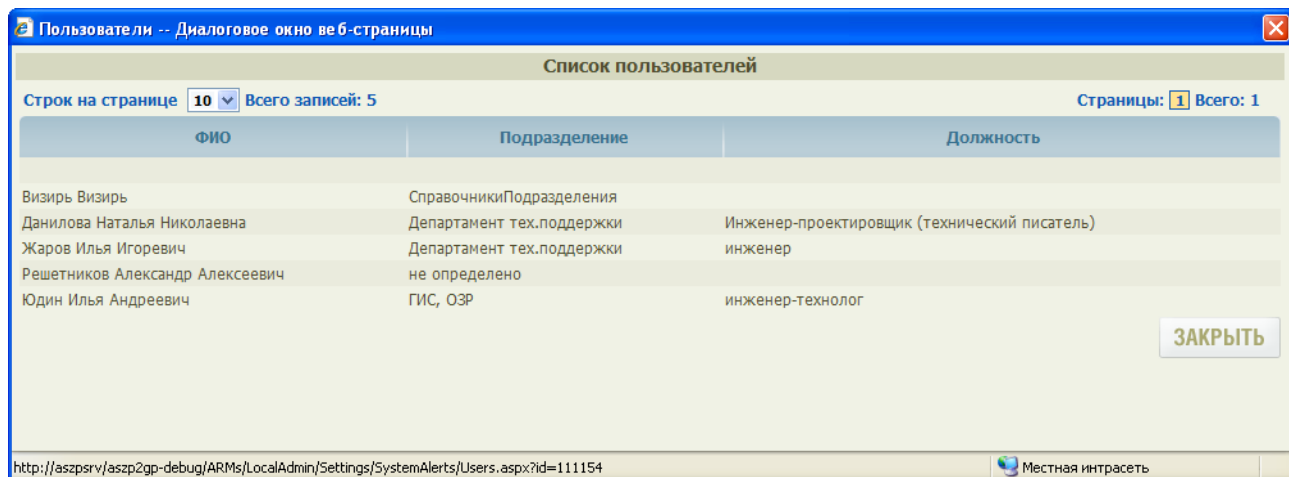 Пользователи -- Диалоговое окно веб-страницы
Список пользователей
Строк на странице 10 Всего записей: 5 Страницы: 1 Всего: 1
ФИО Подразделение Должность
Визирь Визирь СправочникиПодразделения
Данилова Наталья Николаевна Департамент тех.поддержки Инженер-проектировщик (технический писатель)
Жаров Илья Игоревич Департамент тех.поддержки инженер
Решетников Александр Алексеевич не определено
Юдин Илья Андреевич ГИС, ОЗР инженер-технолог
ЗАКРЫТЬ
http://aszpsrv/aszp2gp-debug/ARMs/LocalAdmin/Settings/SystemAlerts/Users.aspx?id=111154 Местная интрасеть